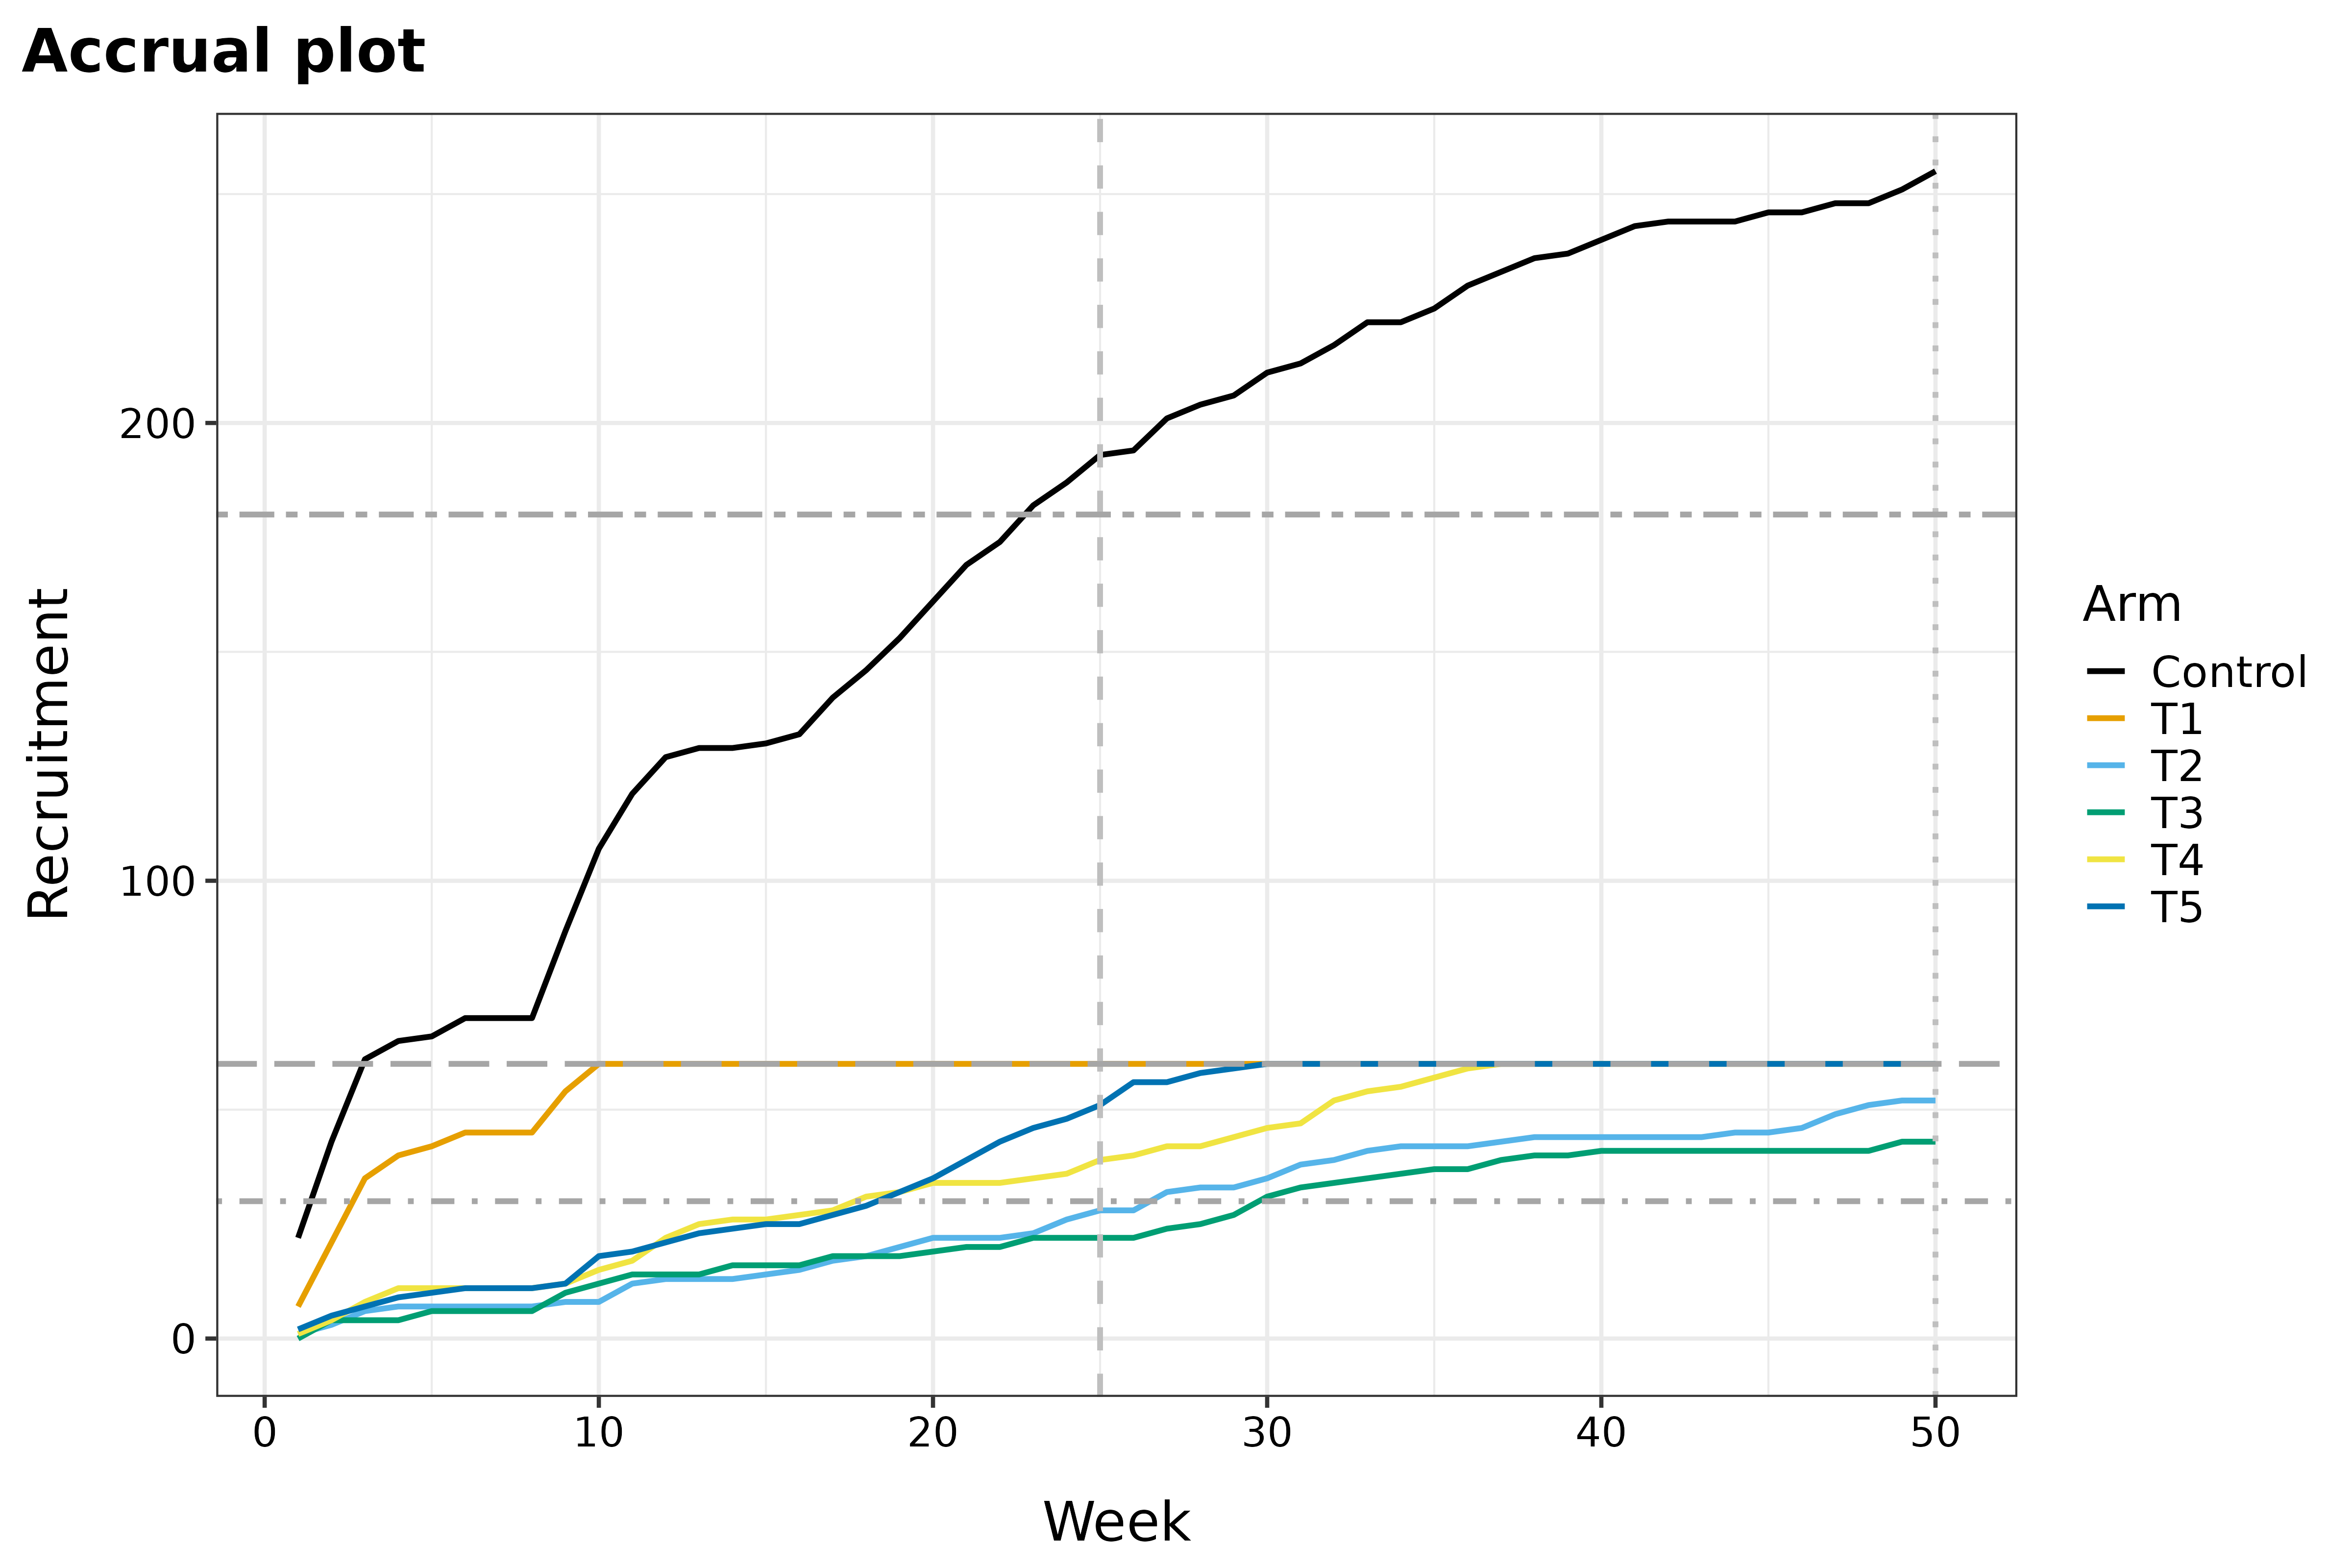 Accrual plot
Recruitment
200
100
0
0 10 20 30 40 50
Week
Arm
Control
T1
T2
T3
T4
T5